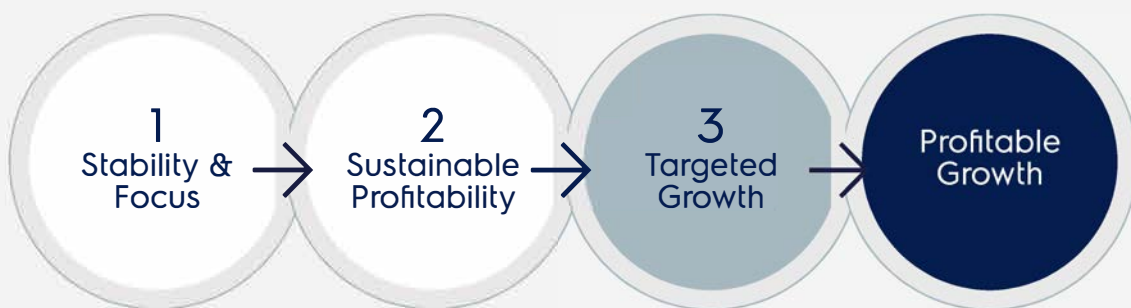 1
Stability &
Focus
2
Sustainable
Profitability
3
Targeted
Growth
Profitable
Growth